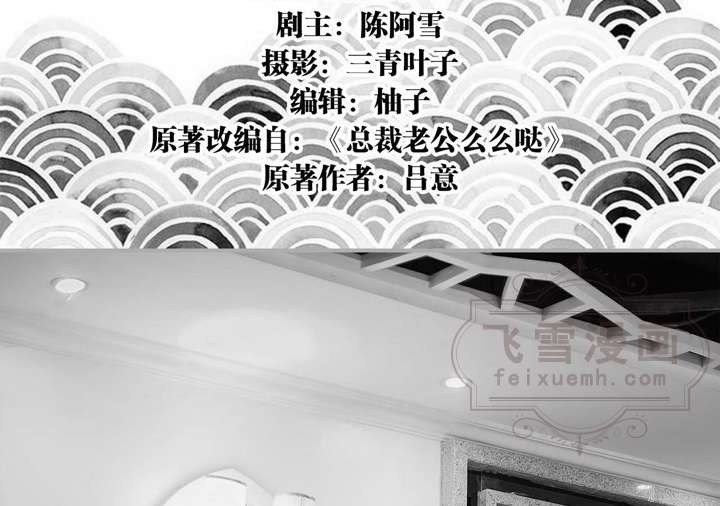 剧主：陈阿雪
摄影：三青叶子
编辑：柚子
原著改编自：《总裁老公么么哒》
原著作者：吕意
飞雪漫画
feixuemh.com